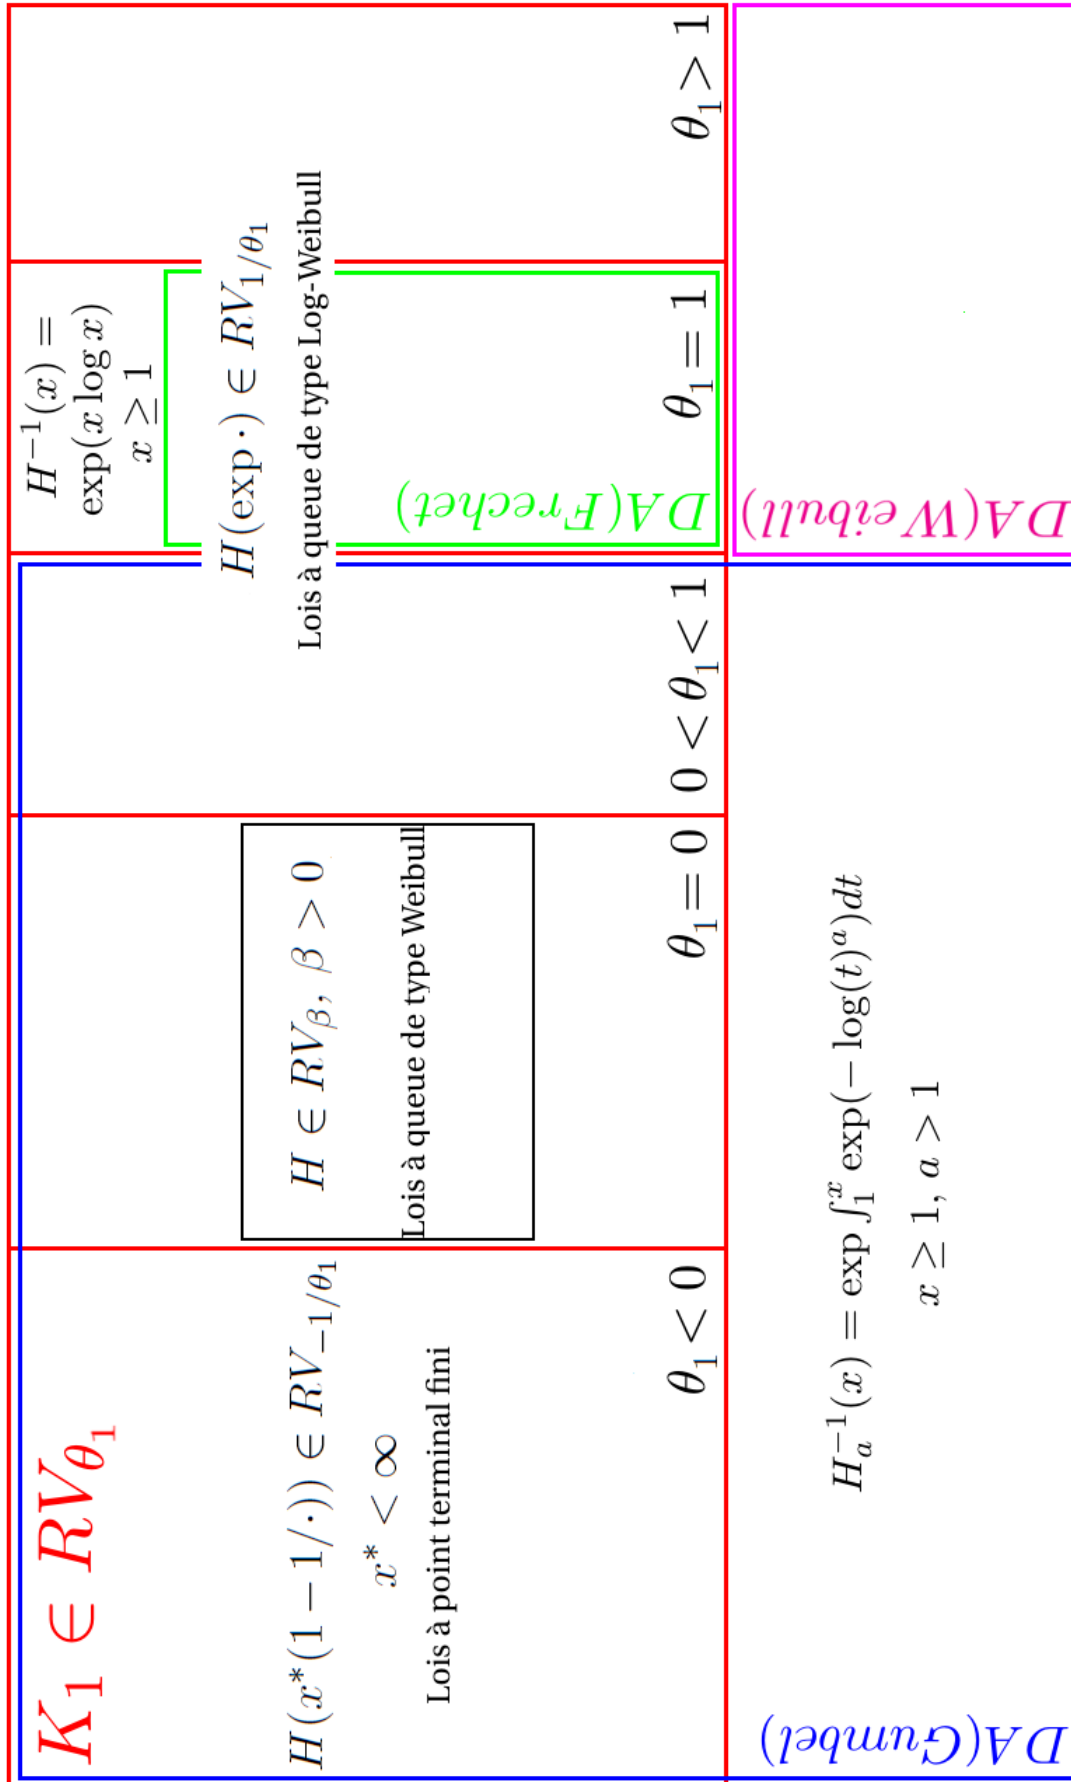 K_1 ∈ RV_{θ_1}
H(x^*(1 − 1/·)) ∈ RV_{−1/θ_1}
x^* < ∞
Lois à point terminal fini
θ_1 < 0
H ∈ RV_β, β > 0
Lois à queue de type Weibull
θ_1 = 0
0 < θ_1 < 1
H^{−1}(x) =
exp(x log x)
x ≥ 1
H(exp ·) ∈ RV_{1/θ_1}
Lois à queue de type Log-Weibull
DA(Frechet)
θ_1 = 1
θ_1 > 1
H_a^{−1}(x) = exp ∫_1^x exp(− log(t)^a)dt
x ≥ 1, a > 1
DA(Gumbel)
DA(Weibull)